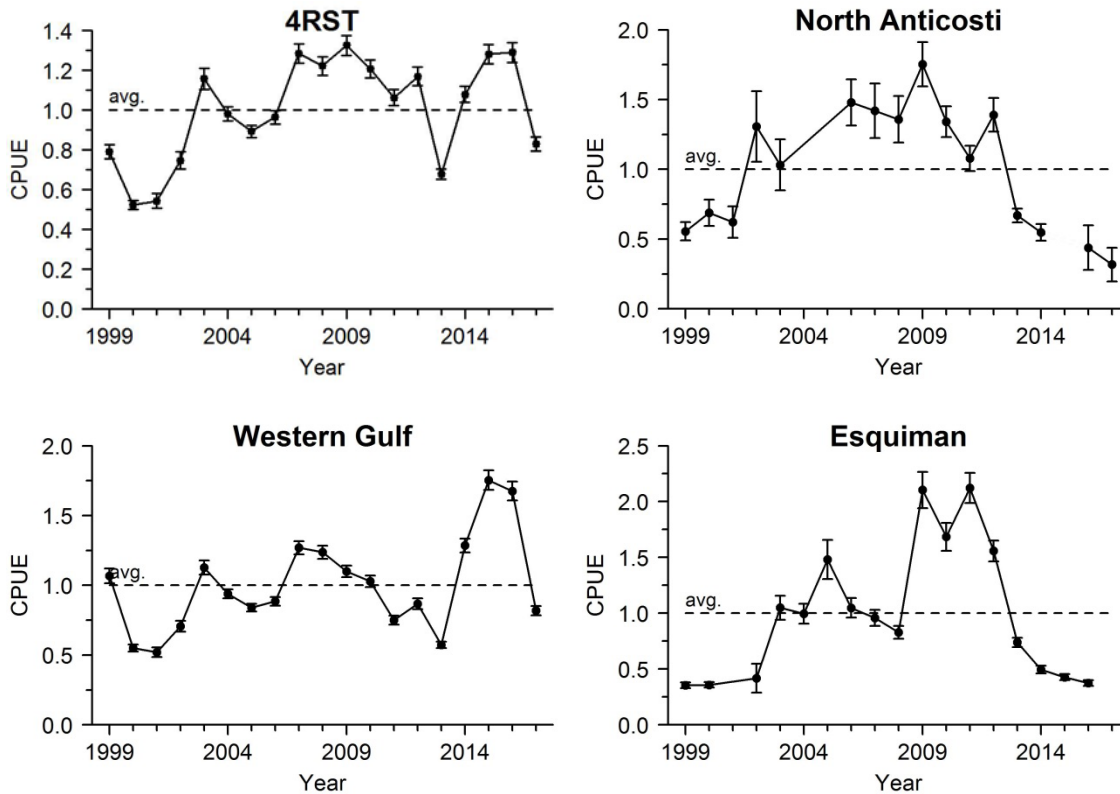 4RST
1.4
1.2
1.0
0.8
0.6
0.4
0.2
0.0
CPUE
avg.
1999
2004
2009
2014
Year
North Anticosti
2.0
1.5
1.0
0.5
0.0
CPUE
avg.
1999
2004
2009
2014
Year
Western Gulf
2.0
1.5
1.0
0.5
0.0
CPUE
avg.
1999
2004
2009
2014
Year
Esquiman
2.5
2.0
1.5
1.0
0.5
0.0
CPUE
avg.
1999
2004
2009
2014
Year